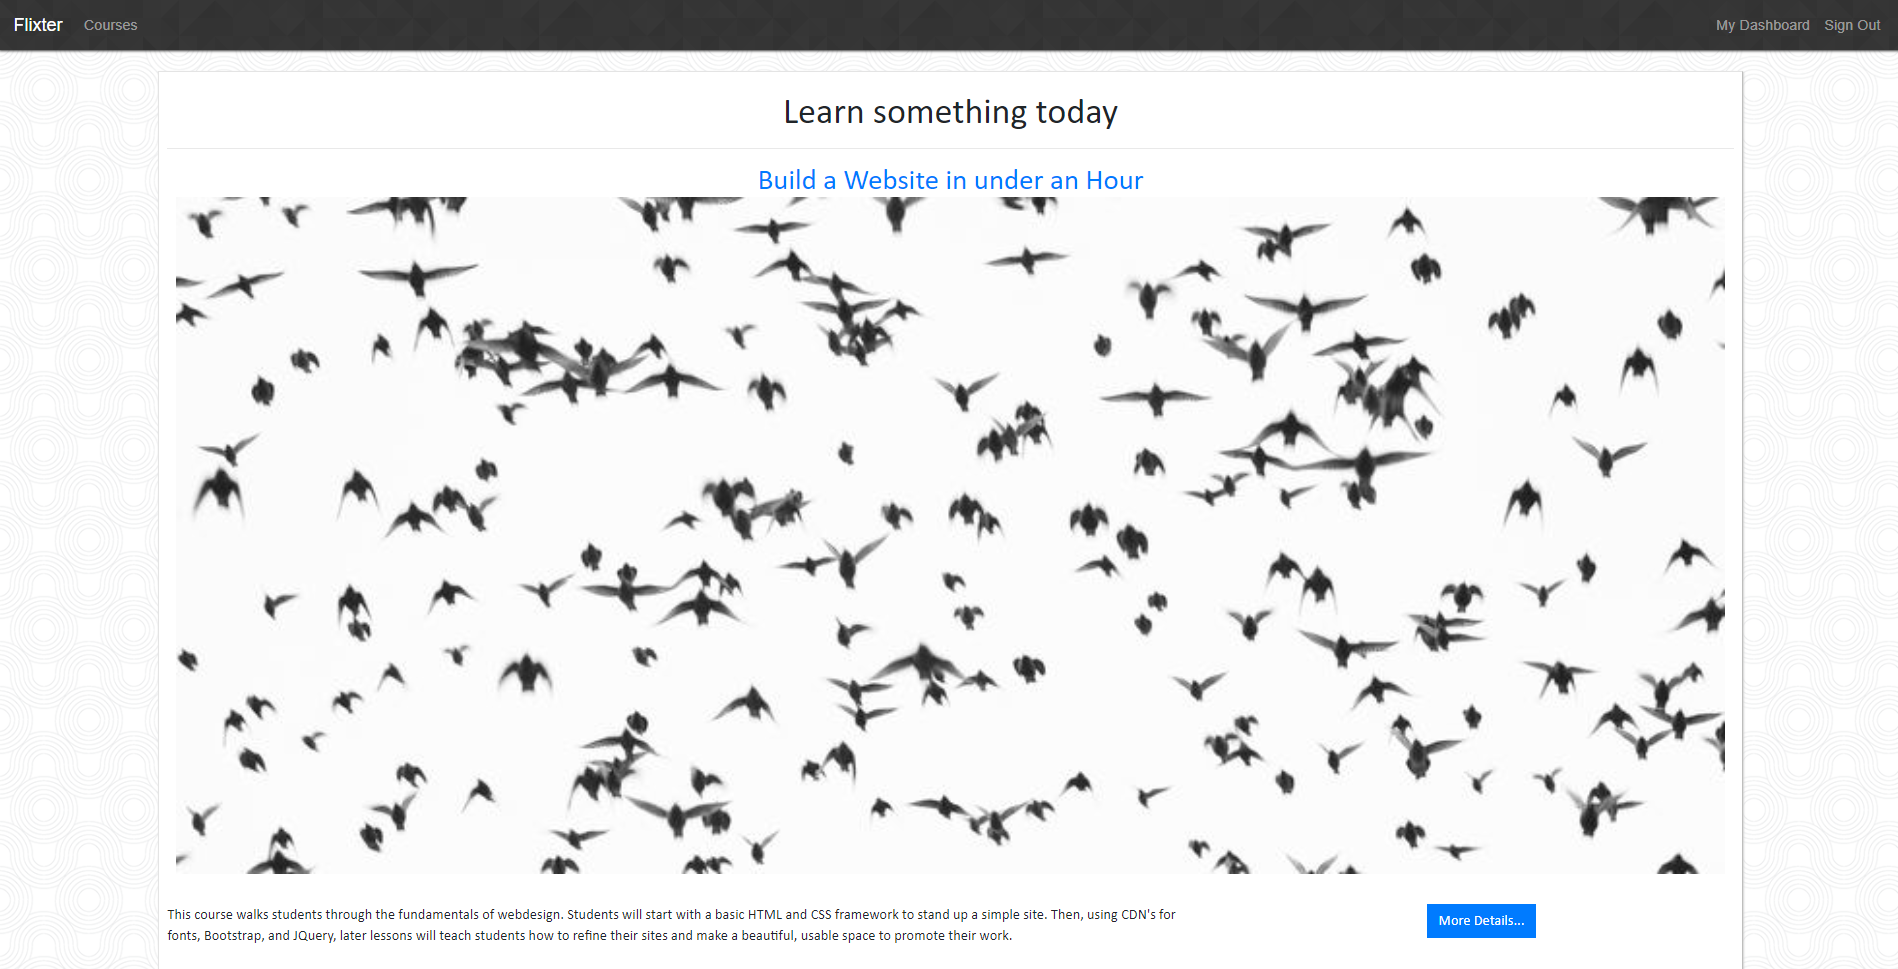 Flixter Courses My Dashboard Sign Out
Learn something today
Build a Website in under an Hour
This course walks students through the fundamentals of webdesign. Students will start with a basic HTML and CSS framework to stand up a simple site. Then, using CDN's for
fonts, Bootstrap, and JQuery, later lessons will teach students how to refine their sites and make a beautiful, usable space to promote their work.
More Details...